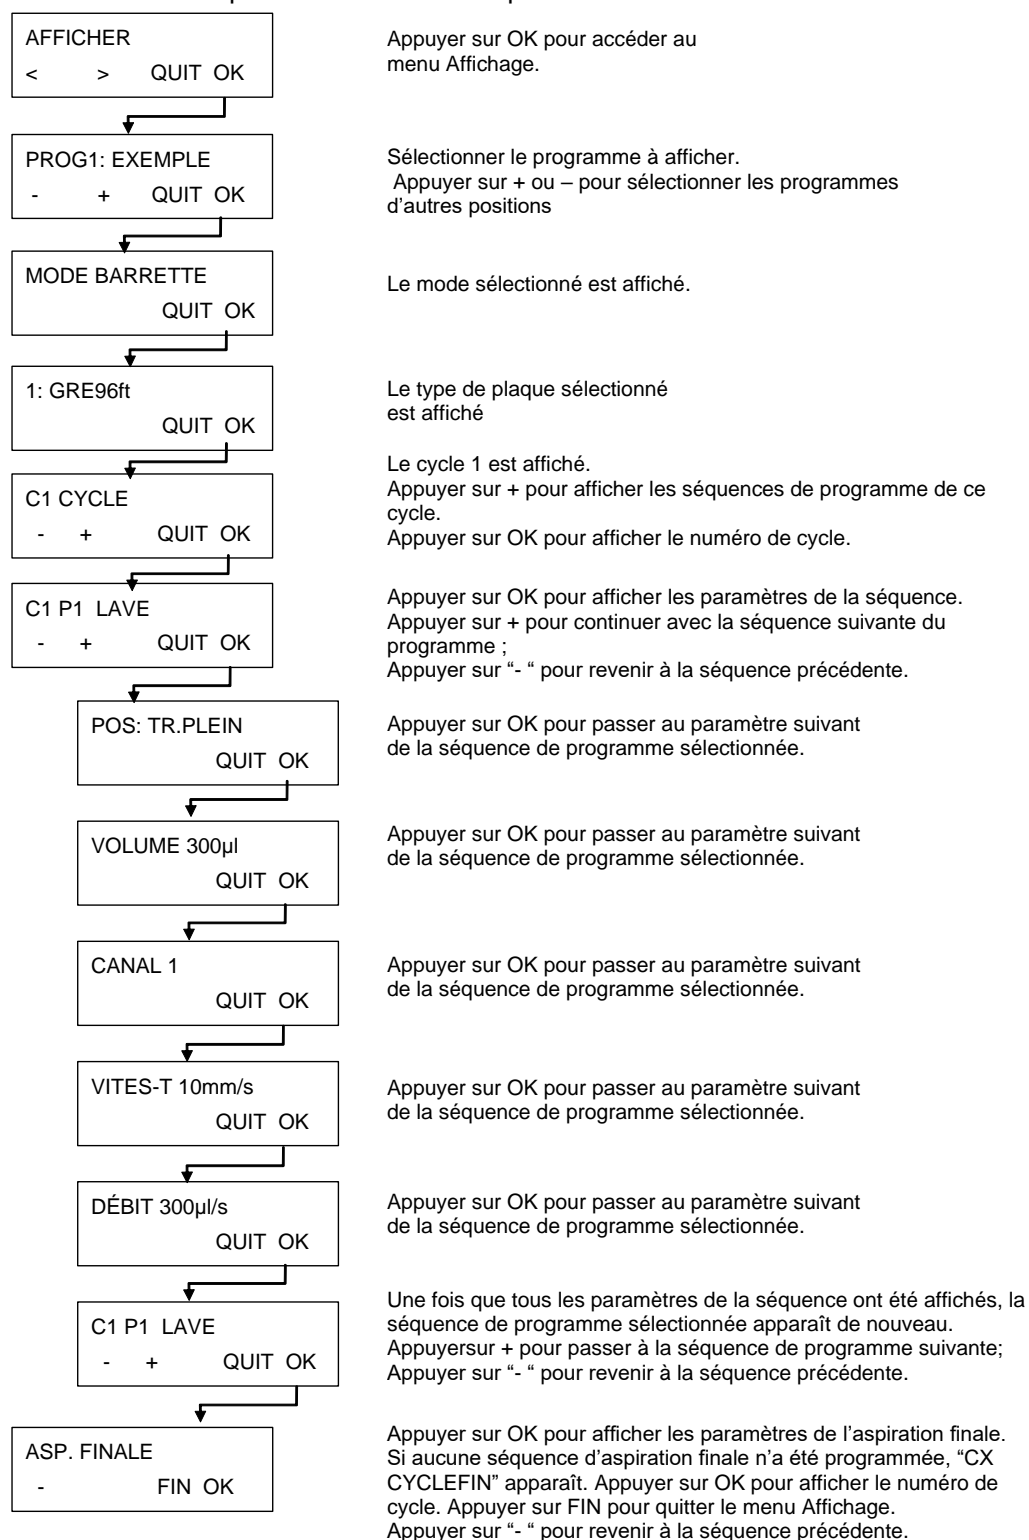 AFFICHER
< > QUIT OK
Appuyer sur OK pour accéder au
menu Affichage.
PROG1: EXEMPLE
- + QUIT OK
Sélectionner le programme à afficher.
Appuyer sur + ou – pour sélectionner les programmes
d'autres positions
MODE BARRETTE
QUIT OK
Le mode sélectionné est affiché.
1: GRE96ft
QUIT OK
Le type de plaque sélectionné
est affiché
C1 CYCLE
- + QUIT OK
Le cycle 1 est affiché.
Appuyer sur + pour afficher les séquences de programme de ce
cycle.
Appuyer sur OK pour afficher le numéro de cycle.
C1 P1 LAVE
- + QUIT OK
Appuyer sur OK pour afficher les paramètres de la séquence.
Appuyer sur + pour continuer avec la séquence suivante du
programme ;
Appuyer sur “- “ pour revenir à la séquence précédente.
POS: TR.PLEIN
QUIT OK
Appuyer sur OK pour passer au paramètre suivant
de la séquence de programme sélectionnée.
VOLUME 300µl
QUIT OK
Appuyer sur OK pour passer au paramètre suivant
de la séquence de programme sélectionnée.
CANAL 1
QUIT OK
Appuyer sur OK pour passer au paramètre suivant
de la séquence de programme sélectionnée.
VITES-T 10mm/s
QUIT OK
Appuyer sur OK pour passer au paramètre suivant
de la séquence de programme sélectionnée.
DÉBIT 300µl/s
QUIT OK
Appuyer sur OK pour passer au paramètre suivant
de la séquence de programme sélectionnée.
C1 P1 LAVE
- + QUIT OK
Une fois que tous les paramètres de la séquence ont été affichés, la
séquence de programme sélectionnée apparaît de nouveau.
Appuyersur + pour passer à la séquence de programme suivante;
Appuyer sur “- “ pour revenir à la séquence précédente.
ASP. FINALE
- FIN OK
Appuyer sur OK pour afficher les paramètres de l'aspiration finale.
Si aucune séquence d'aspiration finale n'a été programmée, “CX
CYCLEFIN” apparaît. Appuyer sur OK pour afficher le numéro de
cycle. Appuyer sur FIN pour quitter le menu Affichage.
Appuyer sur “- “ pour revenir à la séquence précédente.